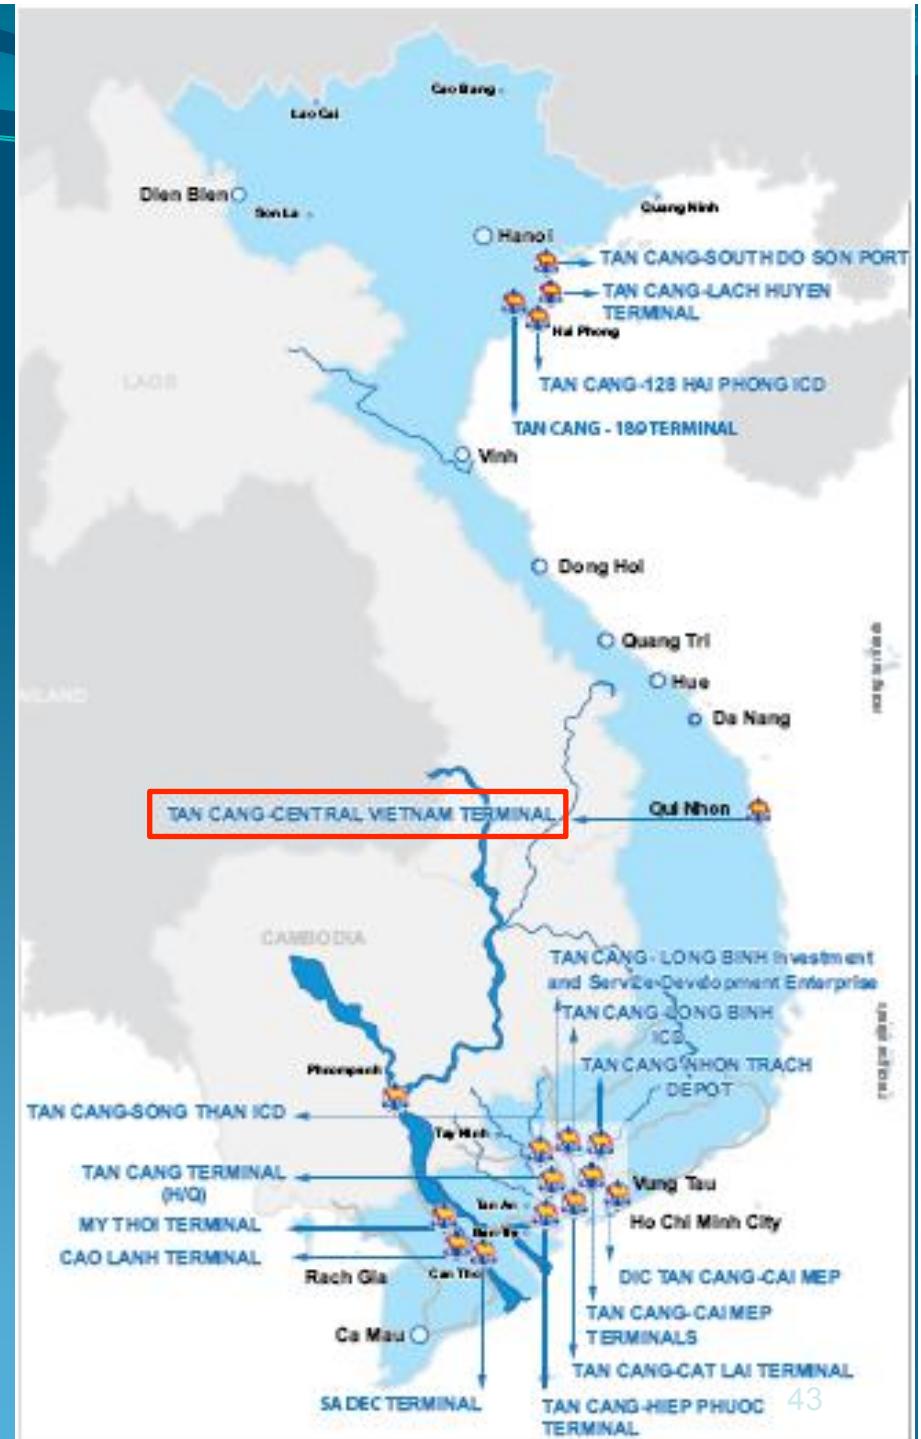 Cao Bang
Lao Cai
Dien Bien
Son La
Quang Ninh
Hanoi
TAN CANG-SOUTH DO SON PORT
TAN CANG-LACH HUYEN
TERMINAL
Hai Phong
LAOS
TAN CANG-128 HAI PHONG ICD
TAN CANG - 189 TERMINAL
Vinh
Dong Hoi
Quang Tri
Hue
Da Nang
TAN CANG-CENTRAL VIETNAM TERMINAL
Qui Nhon
CAMBODIA
TAN CANG - LONG BINH Investment
and Service-Development Enterprise
TAN CANG-LONG BINH
ICD
TAN CANG-NHON TRACH
DEPOT
Phnompenh
TAN CANG-SONG THAN ICD
Tay Ninh
TAN CANG TERMINAL
(H/Q)
Vung Tau
Tan An
MY THOI TERMINAL
Ho Chi Minh City
CAO LANH TERMINAL
Rach Gia
Can Tho
DIC TAN CANG-CAI MEP
TAN CANG-CAI MEP
TERMINALS
Ca Mau
TAN CANG-CAT LAI TERMINAL
SA DEC TERMINAL
TAN CANG-HIEP PHUOC
TERMINAL
43